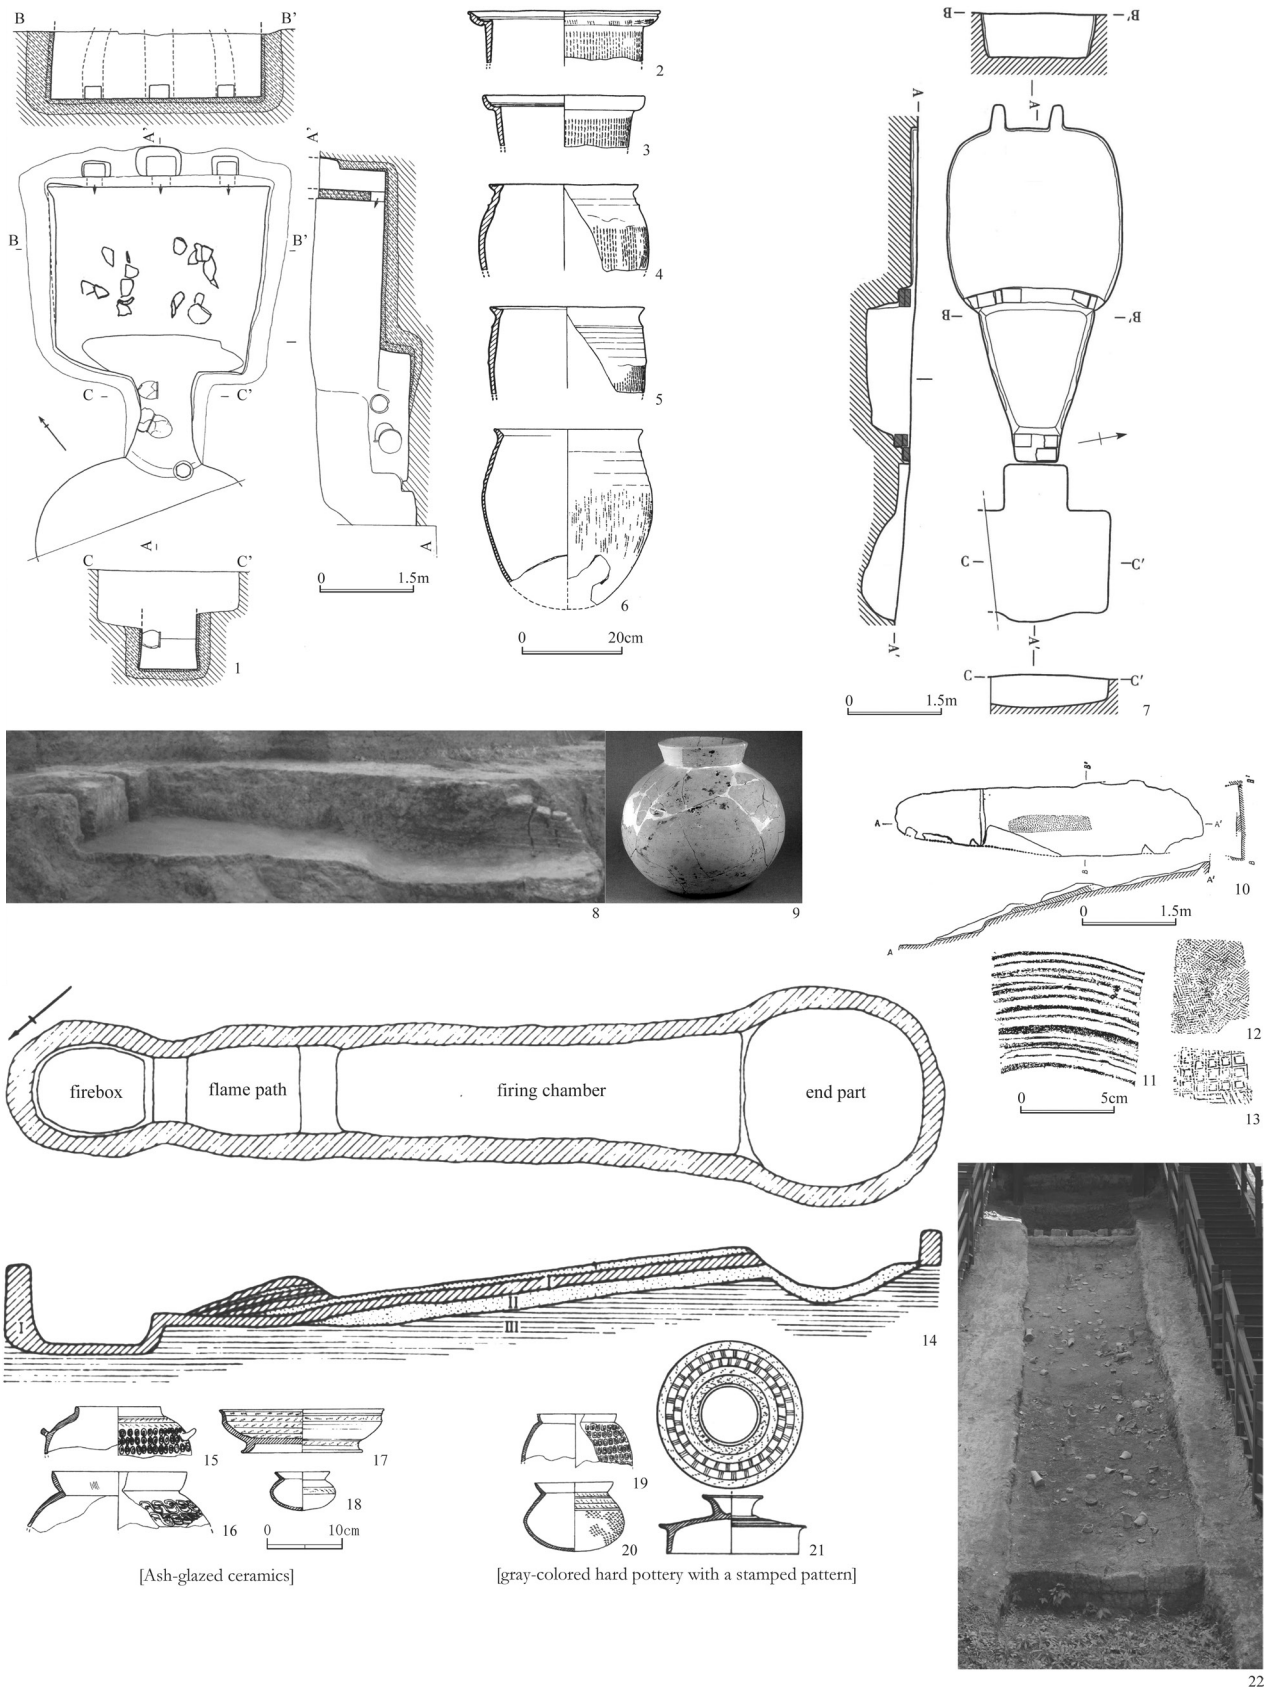 B
B'
A'
B
B'
C
C'
A
C
C'
1
A'
A
0 1.5m
2
3
4
5
6
0 20cm
B
B'
A
A
B
B'
C
C'
A'
A'
C
C'
0 1.5m
7
8
9
B'
B'
A
A'
B
B
A'
10
0 1.5m
A
11
12
13
0 5cm
firebox
flame path
firing chamber
end part
I
I
II
III
14
15
16
17
18
0 10cm
[Ash-glazed ceramics]
19
20
21
[gray-colored hard pottery with a stamped pattern]
22